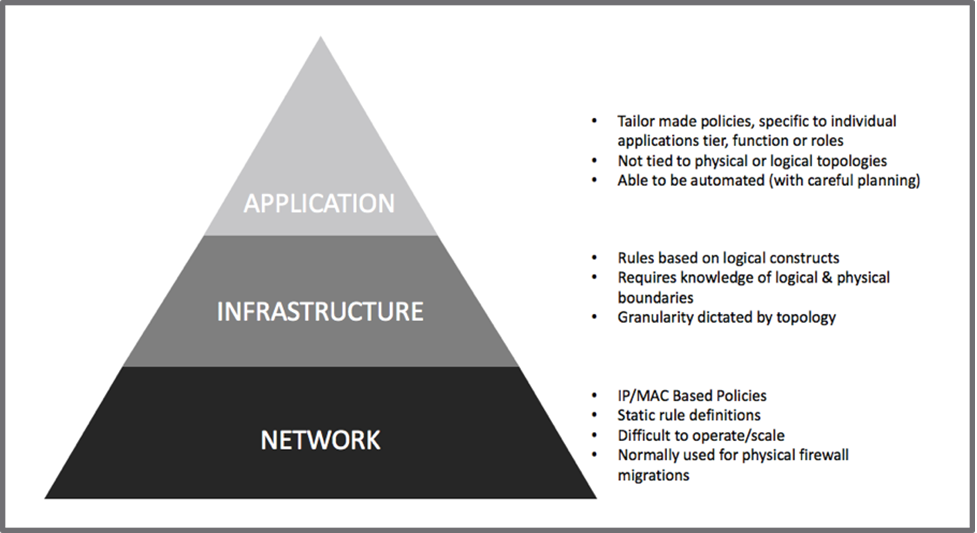 APPLICATION
• Tailor made policies, specific to individual
applications tier, function or roles
• Not tied to physical or logical topologies
• Able to be automated (with careful planning)
INFRASTRUCTURE
• Rules based on logical constructs
• Requires knowledge of logical & physical
boundaries
• Granularity dictated by topology
NETWORK
• IP/MAC Based Policies
• Static rule definitions
• Difficult to operate/scale
• Normally used for physical firewall
migrations